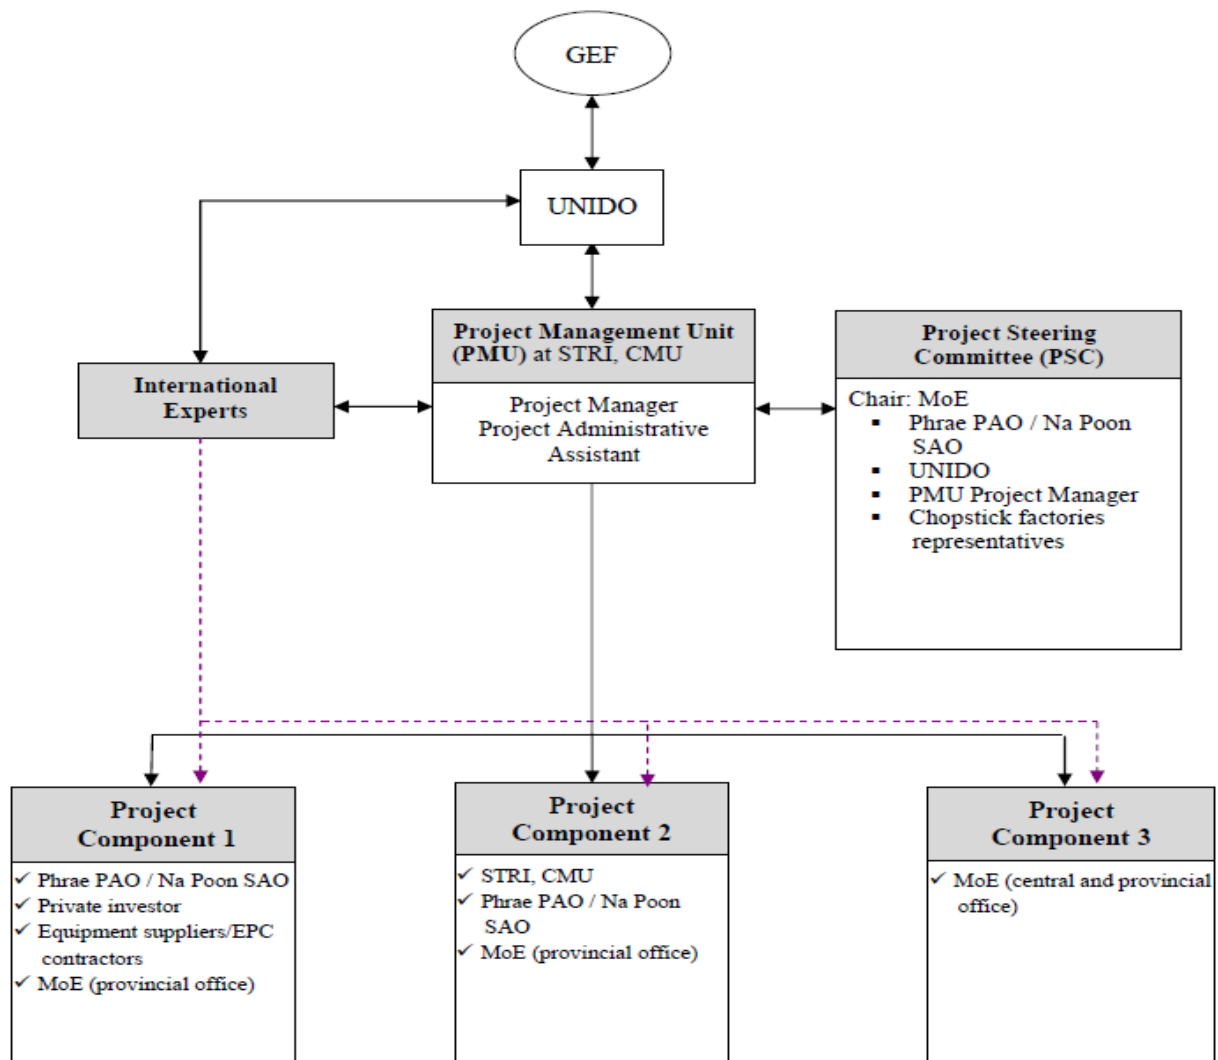 GEF
UNIDO
Project Management Unit
(PMU) at STRI, CMU
Project Manager
Project Administrative
Assistant
International
Experts
Project Steering
Committee (PSC)
Chair: MoE
▪ Phrae PAO / Na Poon
SAO
▪ UNIDO
▪ PMU Project Manager
▪ Chopstick factories
representatives
Project
Component 1
✓ Phrae PAO / Na Poon SAO
✓ Private investor
✓ Equipment suppliers/EPC
contractors
✓ MoE (provincial office)
Project
Component 2
✓ STRI, CMU
✓ Phrae PAO / Na Poon
SAO
✓ MoE (provincial office)
Project
Component 3
✓ MoE (central and provincial
office)